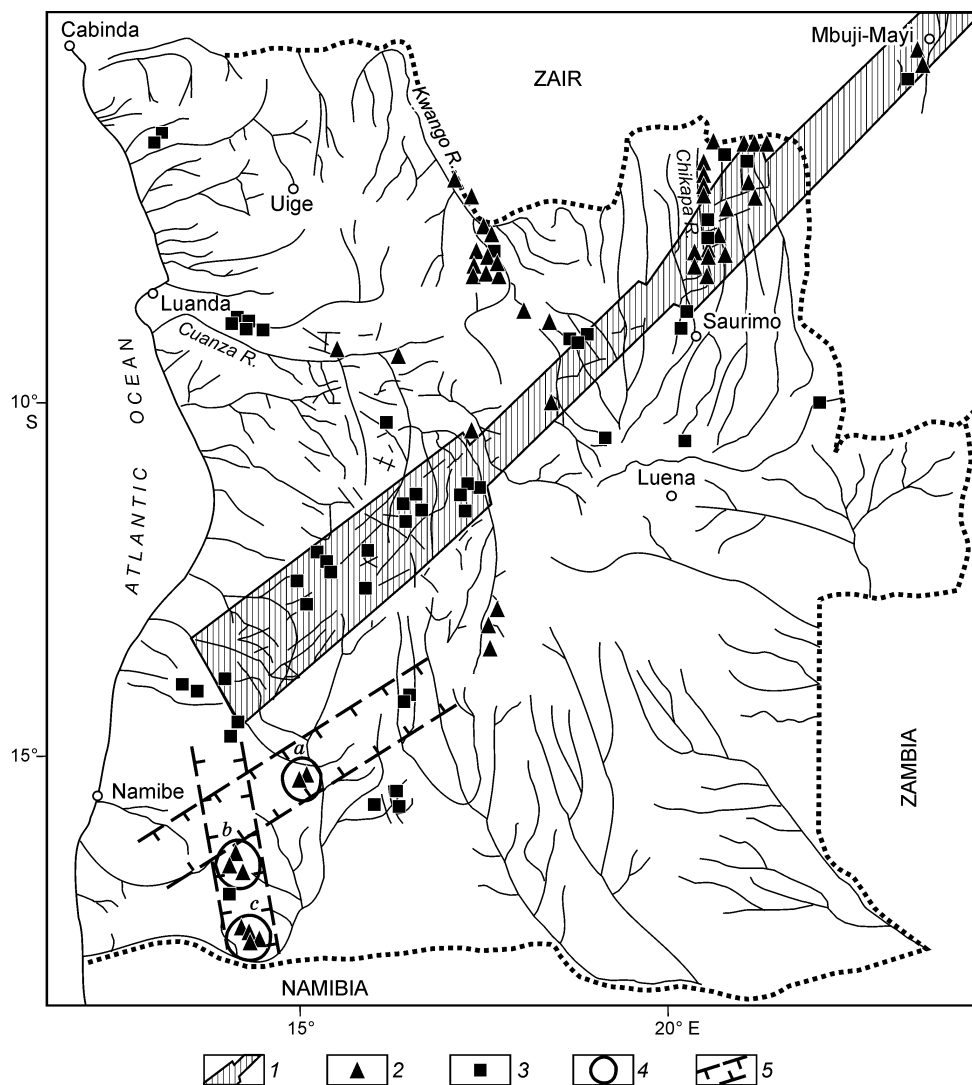 Cabinda
Mbuji-Mayi
ZAIR
Kwango R.
Chikapa R.
Uige
Luanda
Cuanza R.
Saurimo
ATLANTIC OCEAN
10°
S
Luena
15°
a
Namibe
ZAMBIA
b
c
NAMIBIA
15°
20° E
1
2
3
4
5